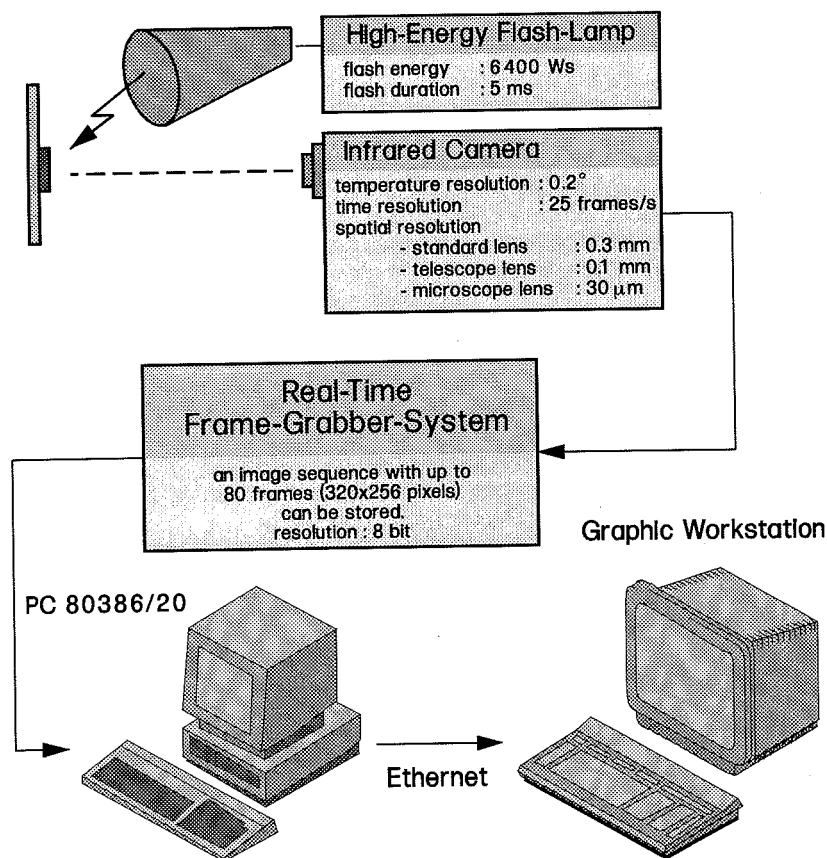 High-Energy Flash-Lamp
flash energy : 6400 Ws
flash duration : 5 ms
Infrared Camera
temperature resolution : 0.2°
time resolution : 25 frames/s
spatial resolution
- standard lens : 0.3 mm
- telescope lens : 0.1 mm
- microscope lens : 30 µm
Real-Time
Frame-Grabber-System
an image sequence with up to
80 frames (320x256 pixels)
can be stored.
resolution : 8 bit
Graphic Workstation
PC 80386/20
Ethernet